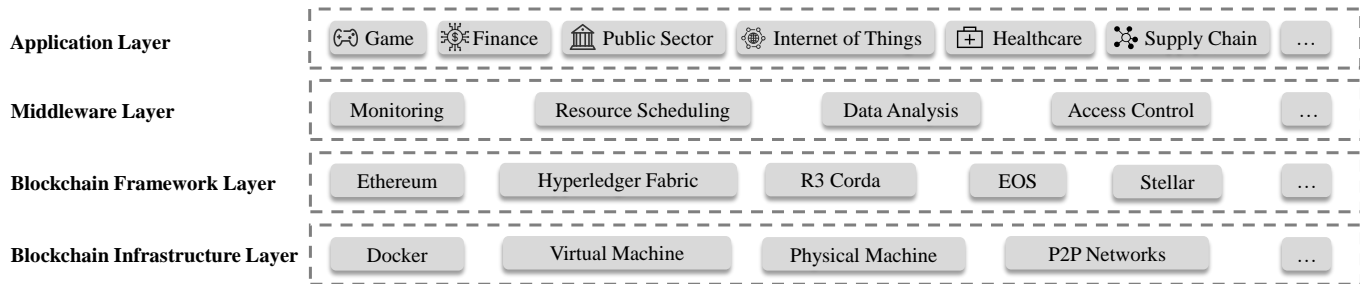 Application Layer Game Finance Public Sector Internet of Things Healthcare Supply Chain ...
Middleware Layer Monitoring Resource Scheduling Data Analysis Access Control ...
Blockchain Framework Layer Ethereum Hyperledger Fabric R3 Corda EOS Stellar ...
Blockchain Infrastructure Layer Docker Virtual Machine Physical Machine P2P Networks ...